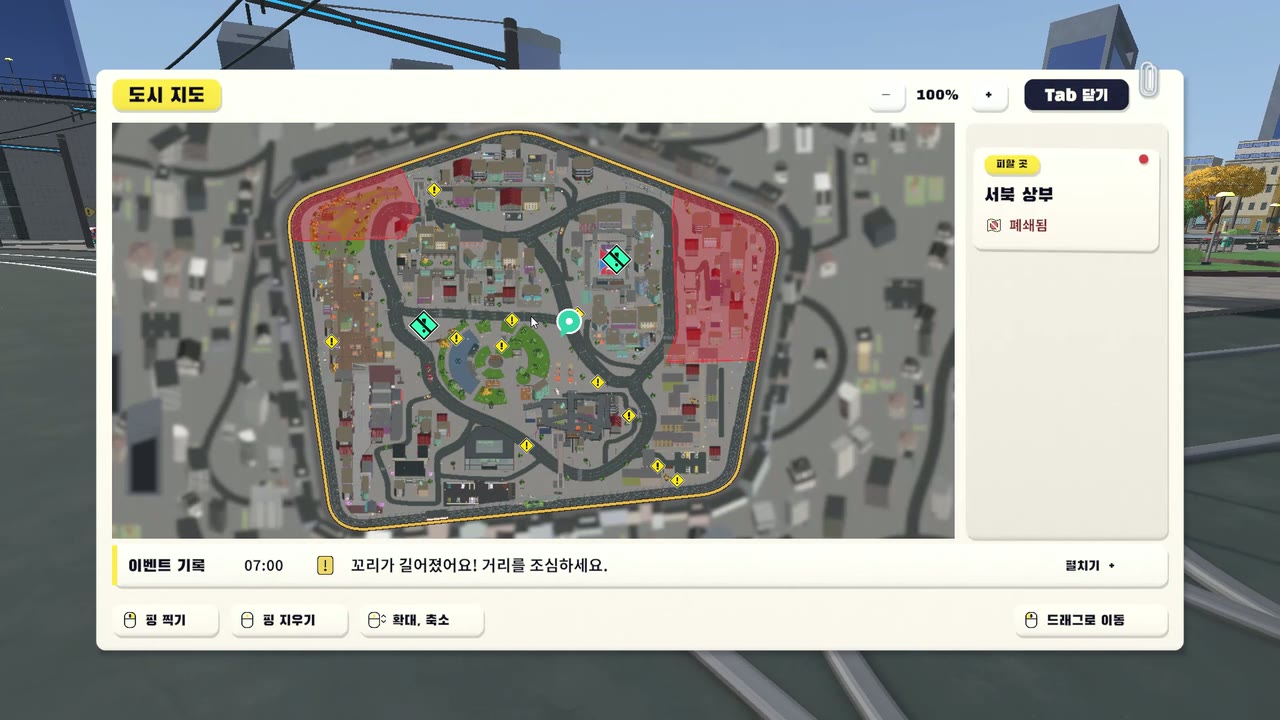 도시 지도
−
100%
+
Tab 닫기
피할 곳
서북 상부
폐쇄됨
이벤트 기록
07:00
!
꼬리가 길어졌어요! 거리를 조심하세요.
펼치기 +
핑 찍기
핑 지우기
확대, 축소
드래그로 이동